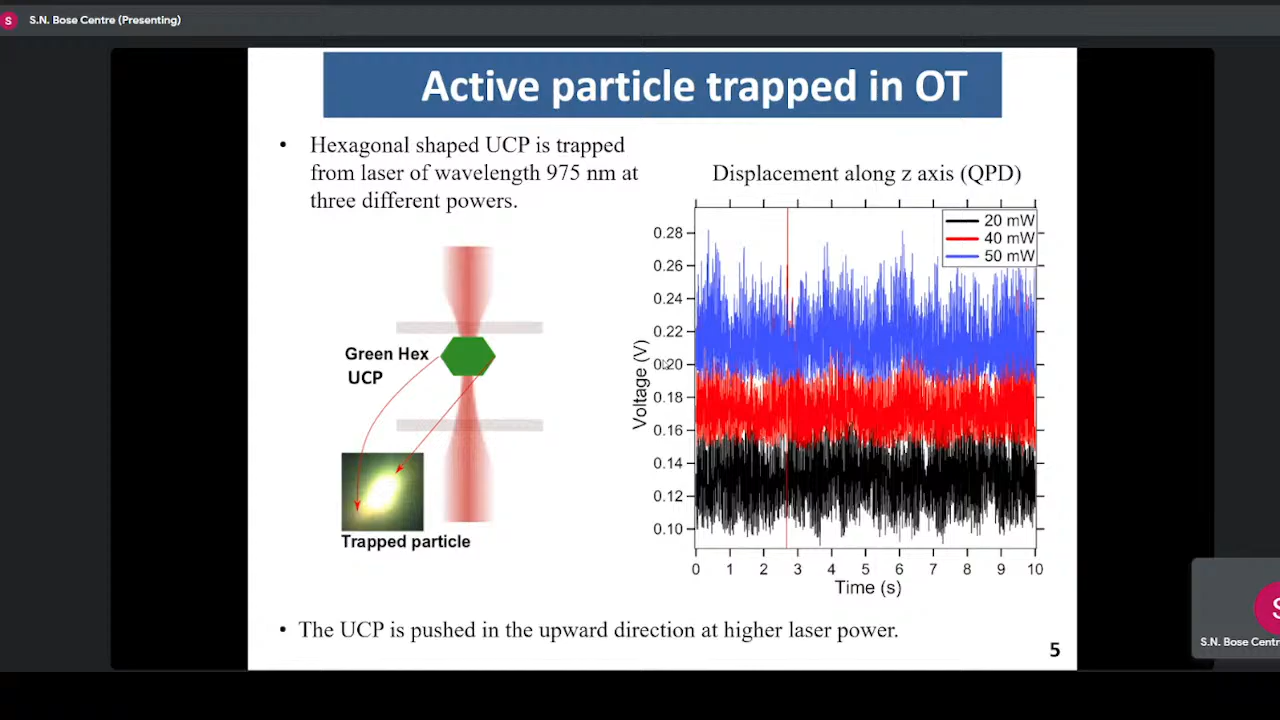 S
S.N. Bose Centre (Presenting)
Active particle trapped in OT
• Hexagonal shaped UCP is trapped
from laser of wavelength 975 nm at
three different powers.
Green Hex
UCP
Trapped particle
Displacement along z axis (QPD)
20 mW
40 mW
50 mW
0.28
0.26
0.24
0.22
0.20
0.18
0.16
0.14
0.12
0.10
Voltage (V)
0 1 2 3 4 5 6 7 8 9 10
Time (s)
• The UCP is pushed in the upward direction at higher laser power.
5
S
S.N. Bose Centr